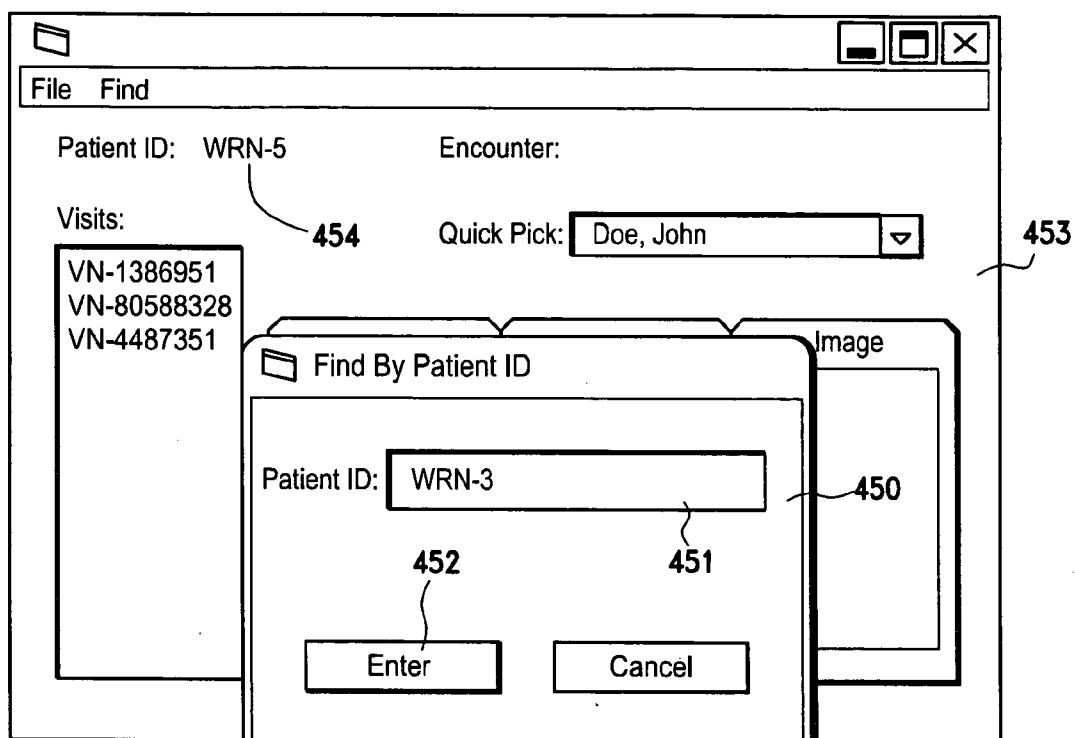 File Find
Patient ID: WRN-5 Encounter:
454
Visits:
Quick Pick: Doe, John
453
VN-1386951
VN-80588328
VN-4487351
Image
Find By Patient ID
Patient ID: WRN-3
450
452
451
Enter Cancel